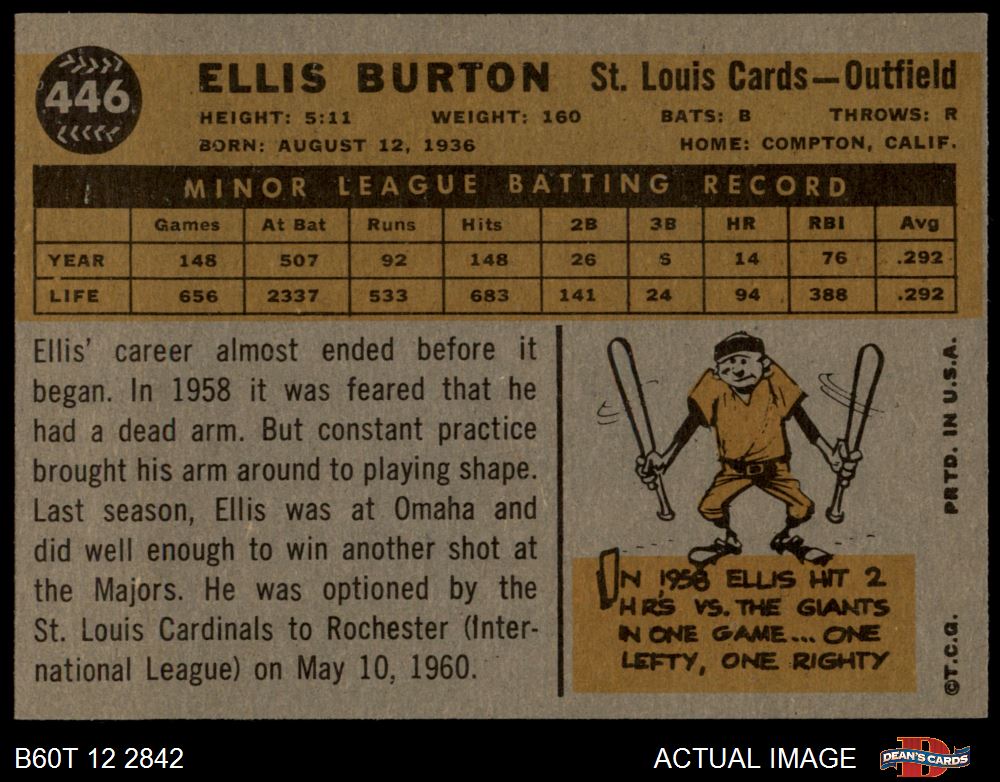 446
ELLIS BURTON St. Louis Cards—Outfield
HEIGHT: 5:11 WEIGHT: 160 BATS: B THROWS: R
BORN: AUGUST 12, 1936 HOME: COMPTON, CALIF.
MINOR LEAGUE BATTING RECORD
Games At Bat Runs Hits 2B 3B HR RBI Avg
YEAR 148 507 92 148 26 5 14 76 .292
LIFE 656 2337 533 683 141 24 94 388 .292
Ellis' career almost ended before it
began. In 1958 it was feared that he
had a dead arm. But constant practice
brought his arm around to playing shape.
Last season, Ellis was at Omaha and
did well enough to win another shot at
the Majors. He was optioned by the
St. Louis Cardinals to Rochester (Inter-
national League) on May 10, 1960.
IN 1958 ELLIS HIT 2
HRS VS. THE GIANTS
IN ONE GAME... ONE
LEFTY, ONE RIGHTY
PRTD. IN U.S.A.
©T.C.G.
B60T 12 2842
ACTUAL IMAGE
DEAN'S CARDS